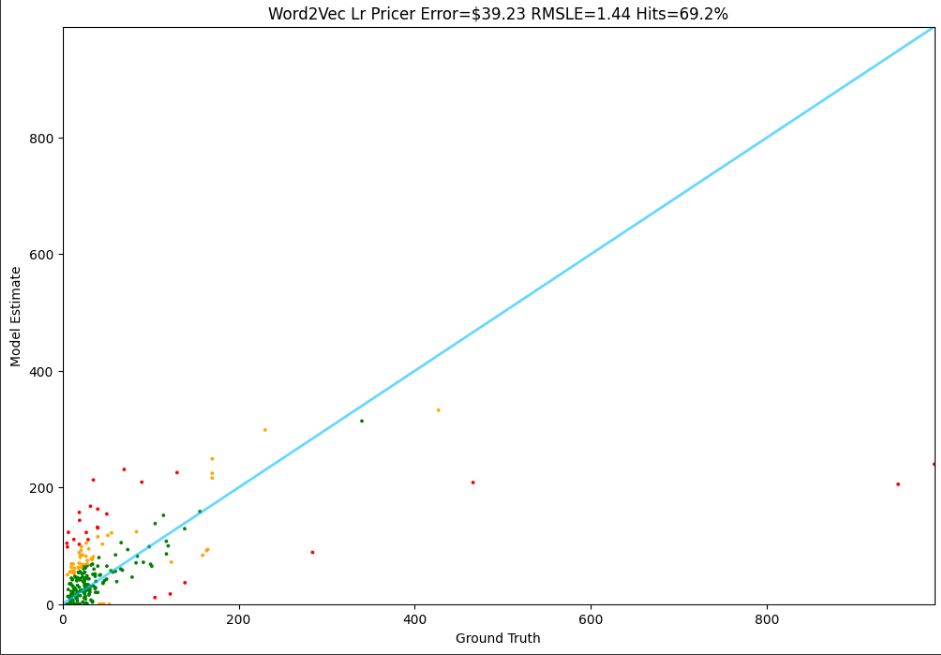 Word2Vec Lr Pricer Error=$39.23 RMSLE=1.44 Hits=69.2%
800
600
400
200
0
Model Estimate
0 200 400 600 800
Ground Truth